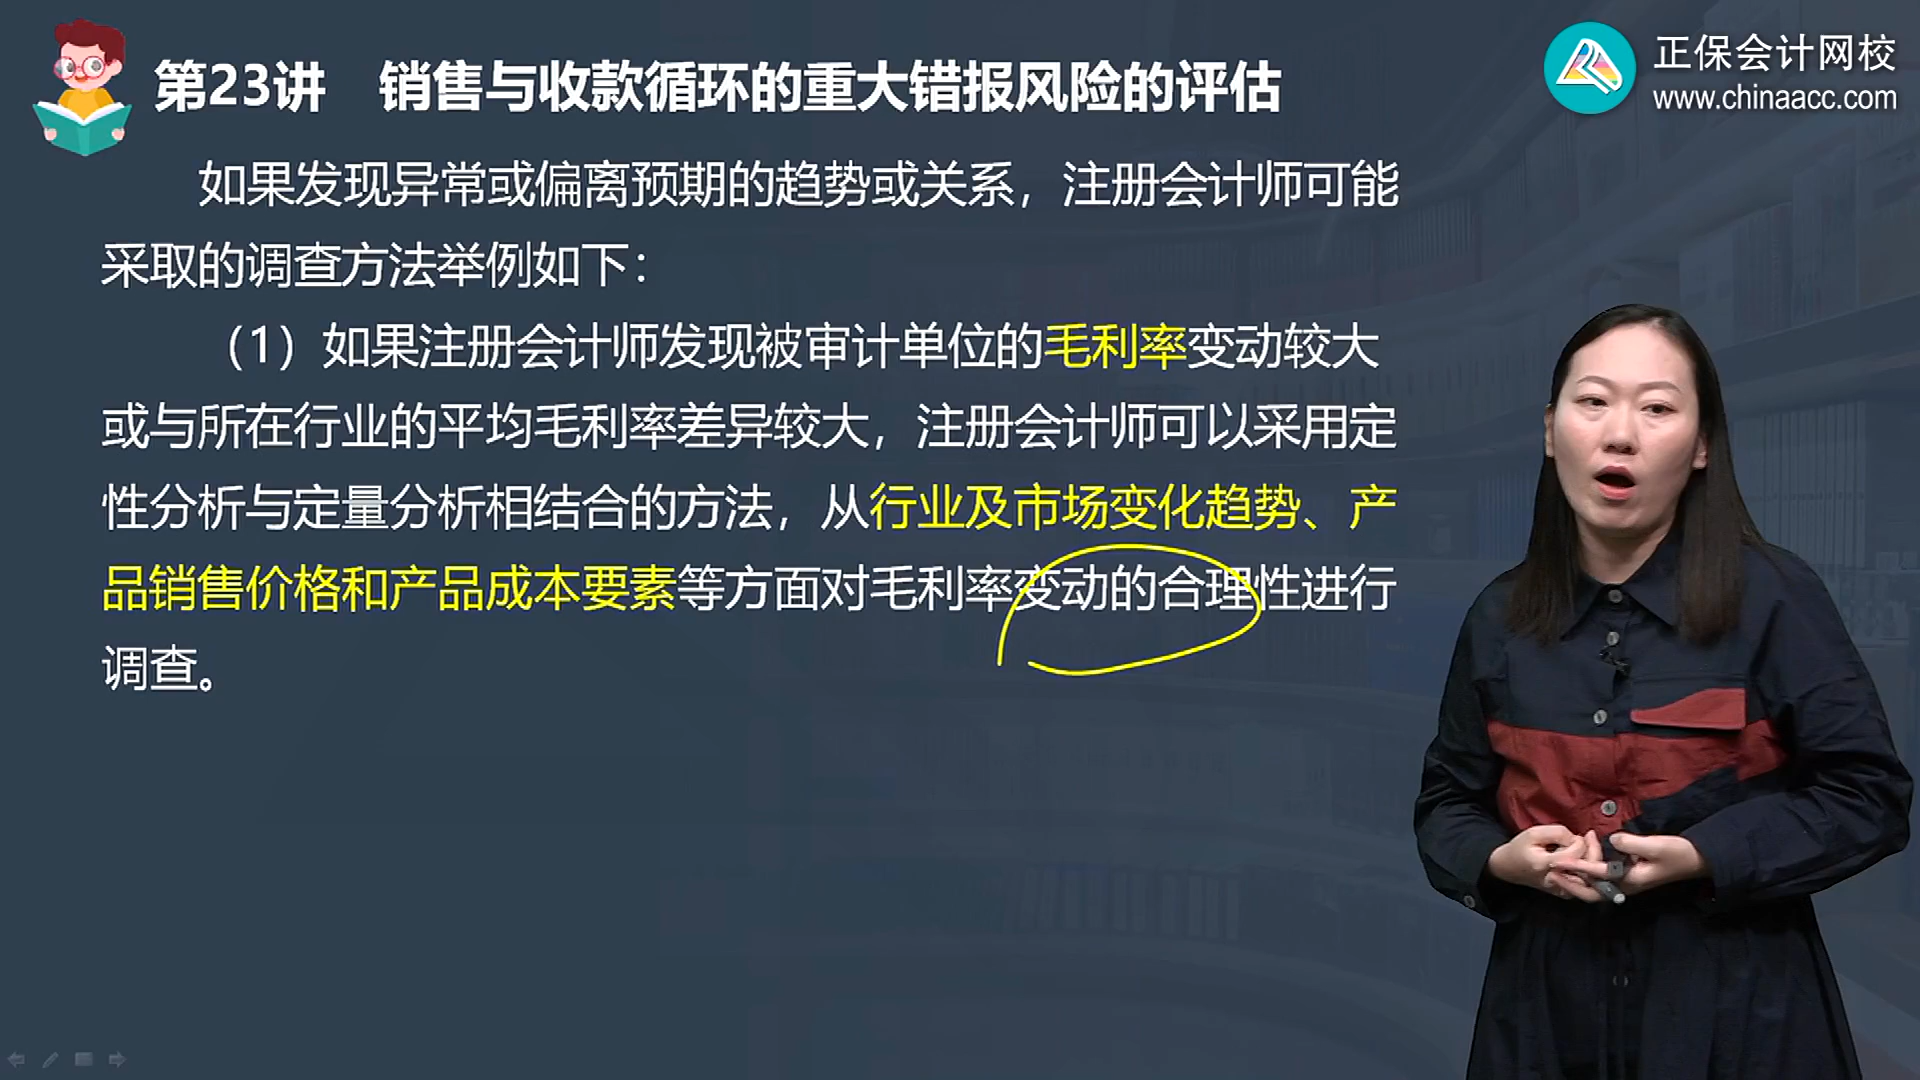 第23讲 销售与收款循环的重大错报风险的评估
正保会计网校
www.chinaacc.com
如果发现异常或偏离预期的趋势或关系，注册会计师可能
采取的调查方法举例如下：
（1）如果注册会计师发现被审计单位的毛利率变动较大
或与所在行业的平均毛利率差异较大，注册会计师可以采用定
性分析与定量分析相结合的方法，从行业及市场变化趋势、产
品销售价格和产品成本要素等方面对毛利率变动的合理性进行
调查。